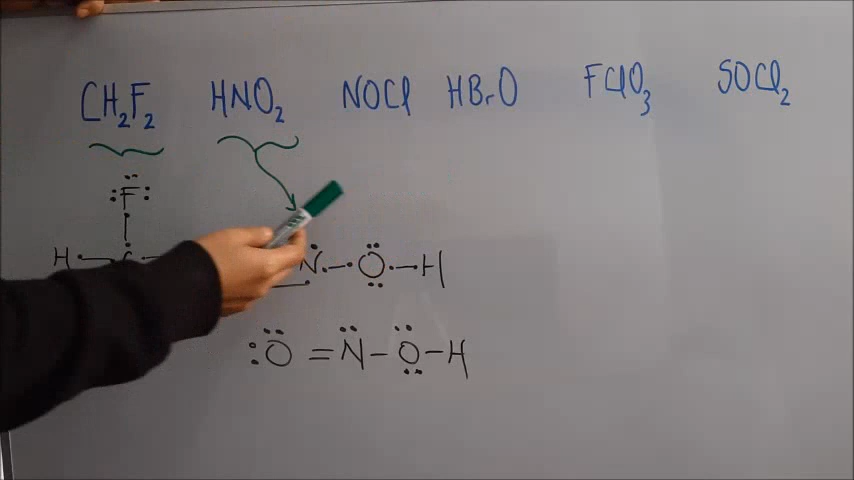 CH₂F₂ HNO₂ NOCl HBrO FClO₃ SOCl₂
:F:
H N - O - H
:O = N - O - H